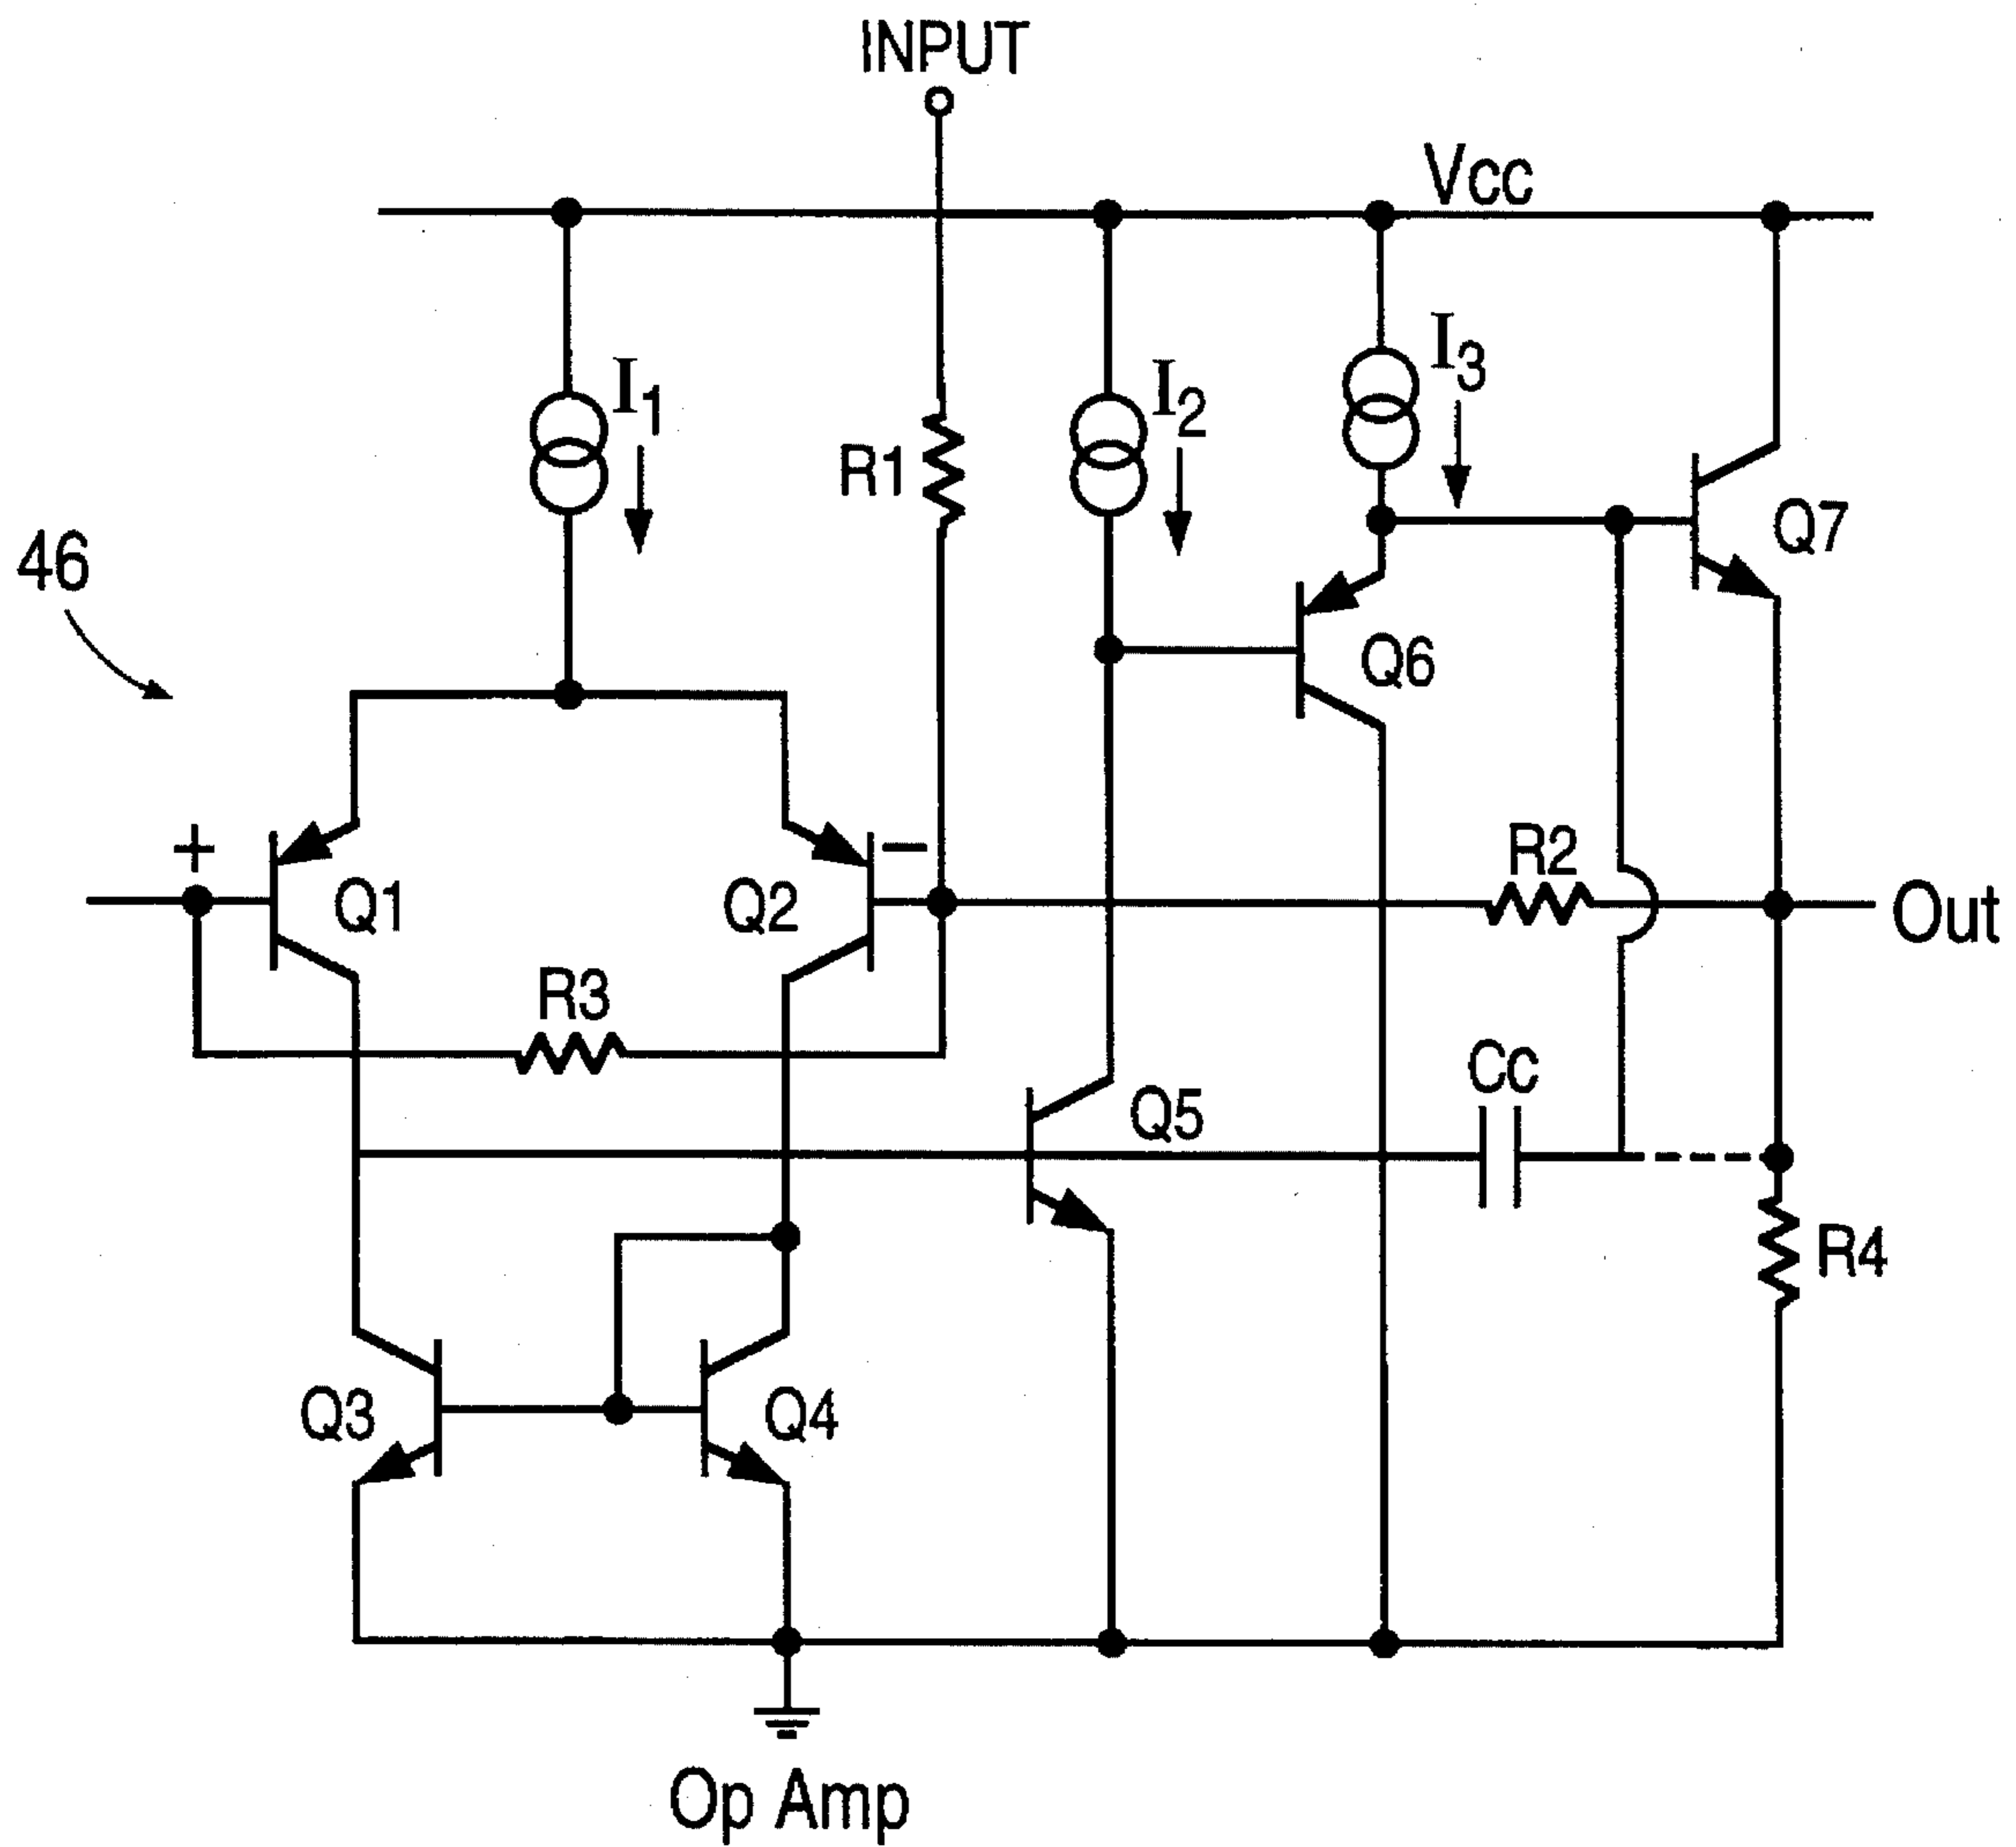 INPUT
Vcc
I1
R1
I2
I3
46
Q7
Q6
+
Q1
Q2
−
R2
Out
R3
Cc
Q5
R4
Q3
Q4
Op Amp